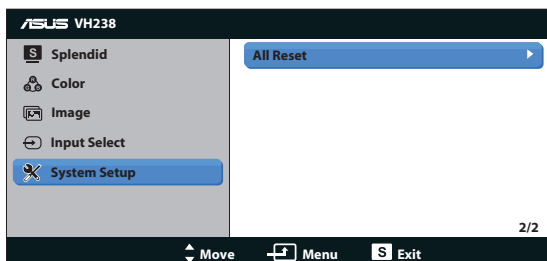 ASUS VH238
S Splendid
Color
Image
Input Select
System Setup
All Reset
2/2
Move Menu S Exit